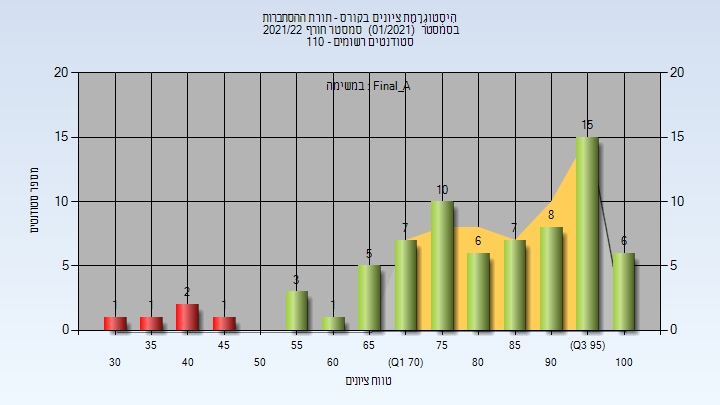 היסטוגרמת ציונים בקורס - תורת ההסתברות
בסמסטר (01/2021) סמסטר חורף 2021/22
סטודנטים רשומים - 110
במשימה : Final_A
20 20
15 15
10 10
5 5
0 0
מספר סטודנטים
1 1 2 1 3 1 5 7 10 6 7 8 15 6
35 45 55 65 75 85 (Q3 95)
30 40 50 60 (Q1 70) 80 90 100
טווח ציונים